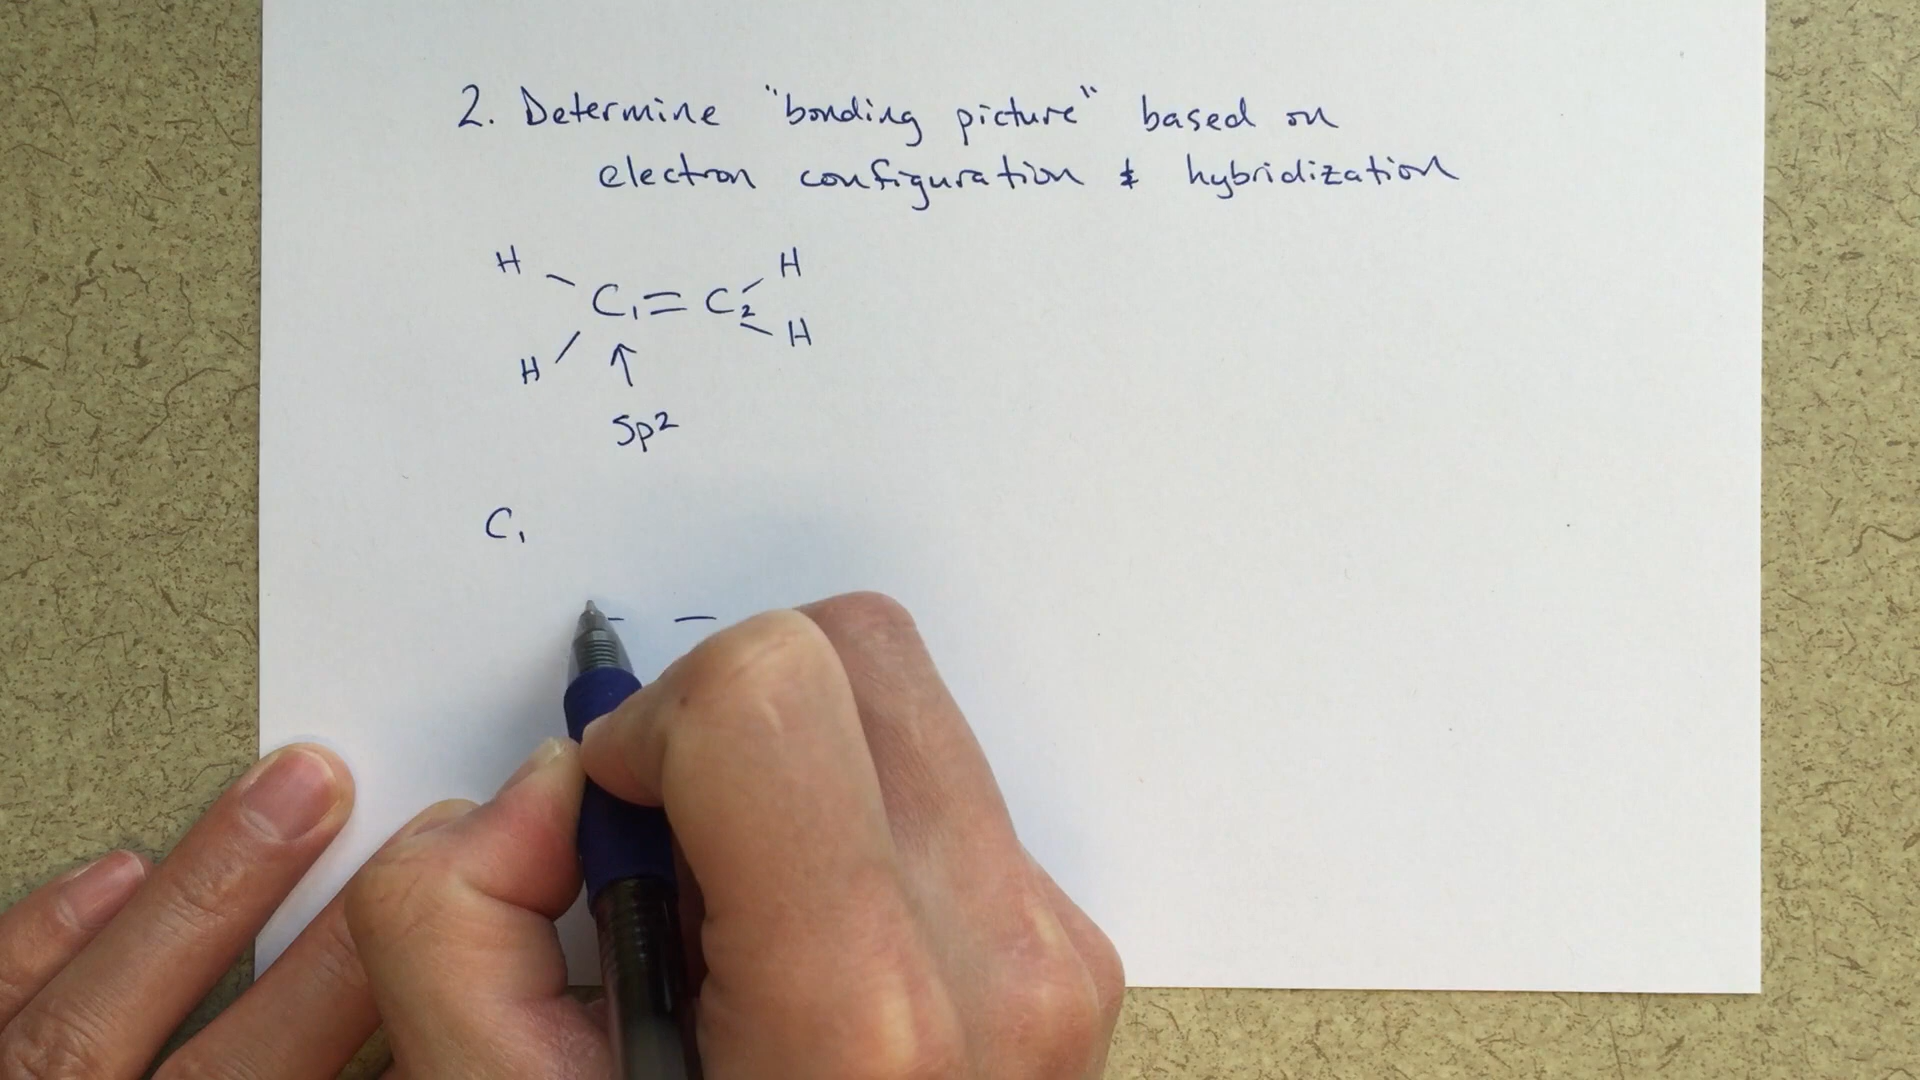 2. Determine "bonding picture" based on
electron configuration & hybridization
H H
C₁=C₂
H H
↑
Sp²
C₁